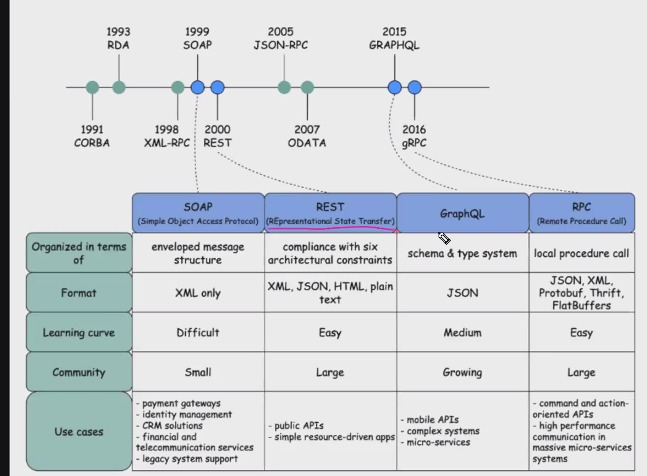 1993
RDA
1999
SOAP
2005
JSON-RPC
2015
GRAPHQL
1991
CORBA
1998
XML-RPC
2000
REST
2007
ODATA
2016
gRPC
SOAP
(Simple Object Access Protocol)
REST
(REpresentational State Transfer)
GraphQL
RPC
(Remote Procedure Call)
Organized in terms
of
enveloped message
structure
compliance with six
architectural constraints
schema & type system
local procedure call
Format
XML only
XML, JSON, HTML, plain
text
JSON
JSON, XML,
Protobuf, Thrift,
FlatBuffers
Learning curve
Difficult
Easy
Medium
Easy
Community
Small
Large
Growing
Large
Use cases
- payment gateways
- identity management
- CRM solutions
- financial and
telecommunication services
- legacy system support
- public APIs
- simple resource-driven apps
- mobile APIs
- complex systems
- micro-services
- command and action-
oriented APIs
- high performance
communication in
massive micro-services
systems